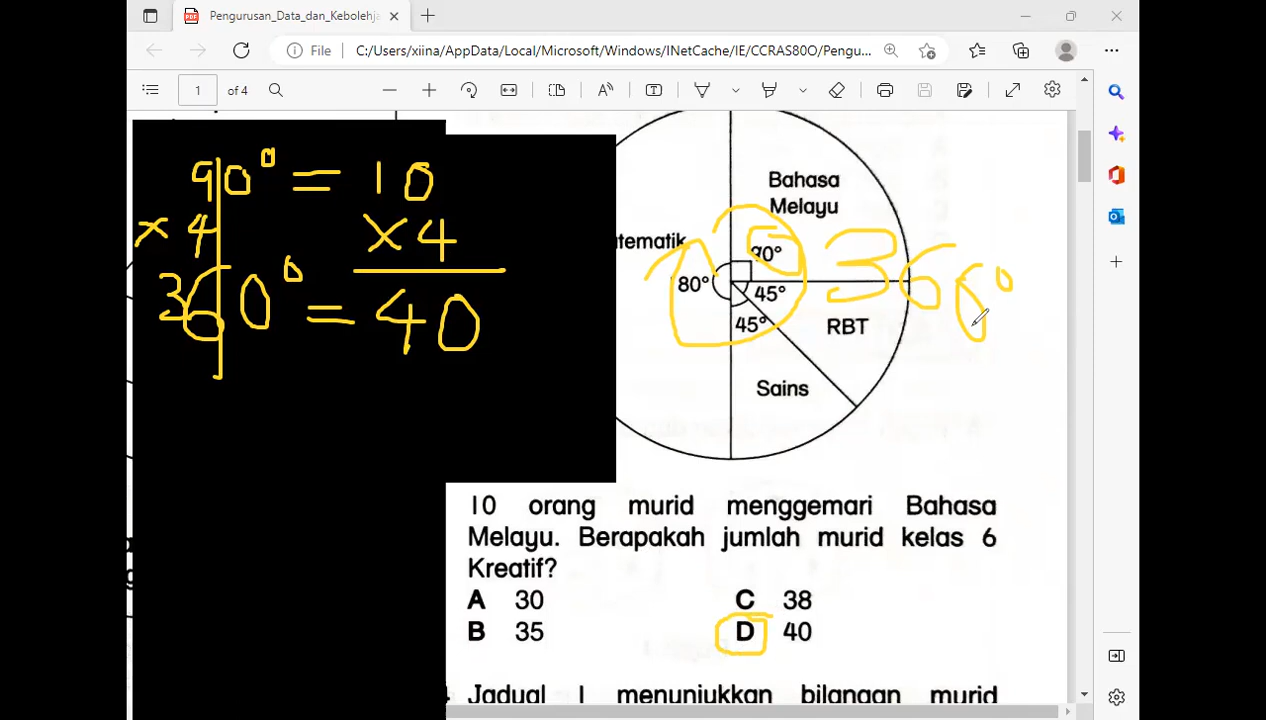 Pengurusan_Data_dan_Kebolehja
File
C:/Users/xiina/AppData/Local/Microsoft/Windows/INetCache/IE/CCRAS80O/Pengu...
1 of 4
90° = 10
× 4 ×4
360° = 40
Bahasa
Melayu
90°
tematik
80°
45°
45°
RBT
Sains
360°
10 orang murid menggemari Bahasa
Melayu. Berapakah jumlah murid kelas 6
Kreatif?
A 30 C 38
B 35 D 40
Jadual 1 menunjukkan bilangan murid